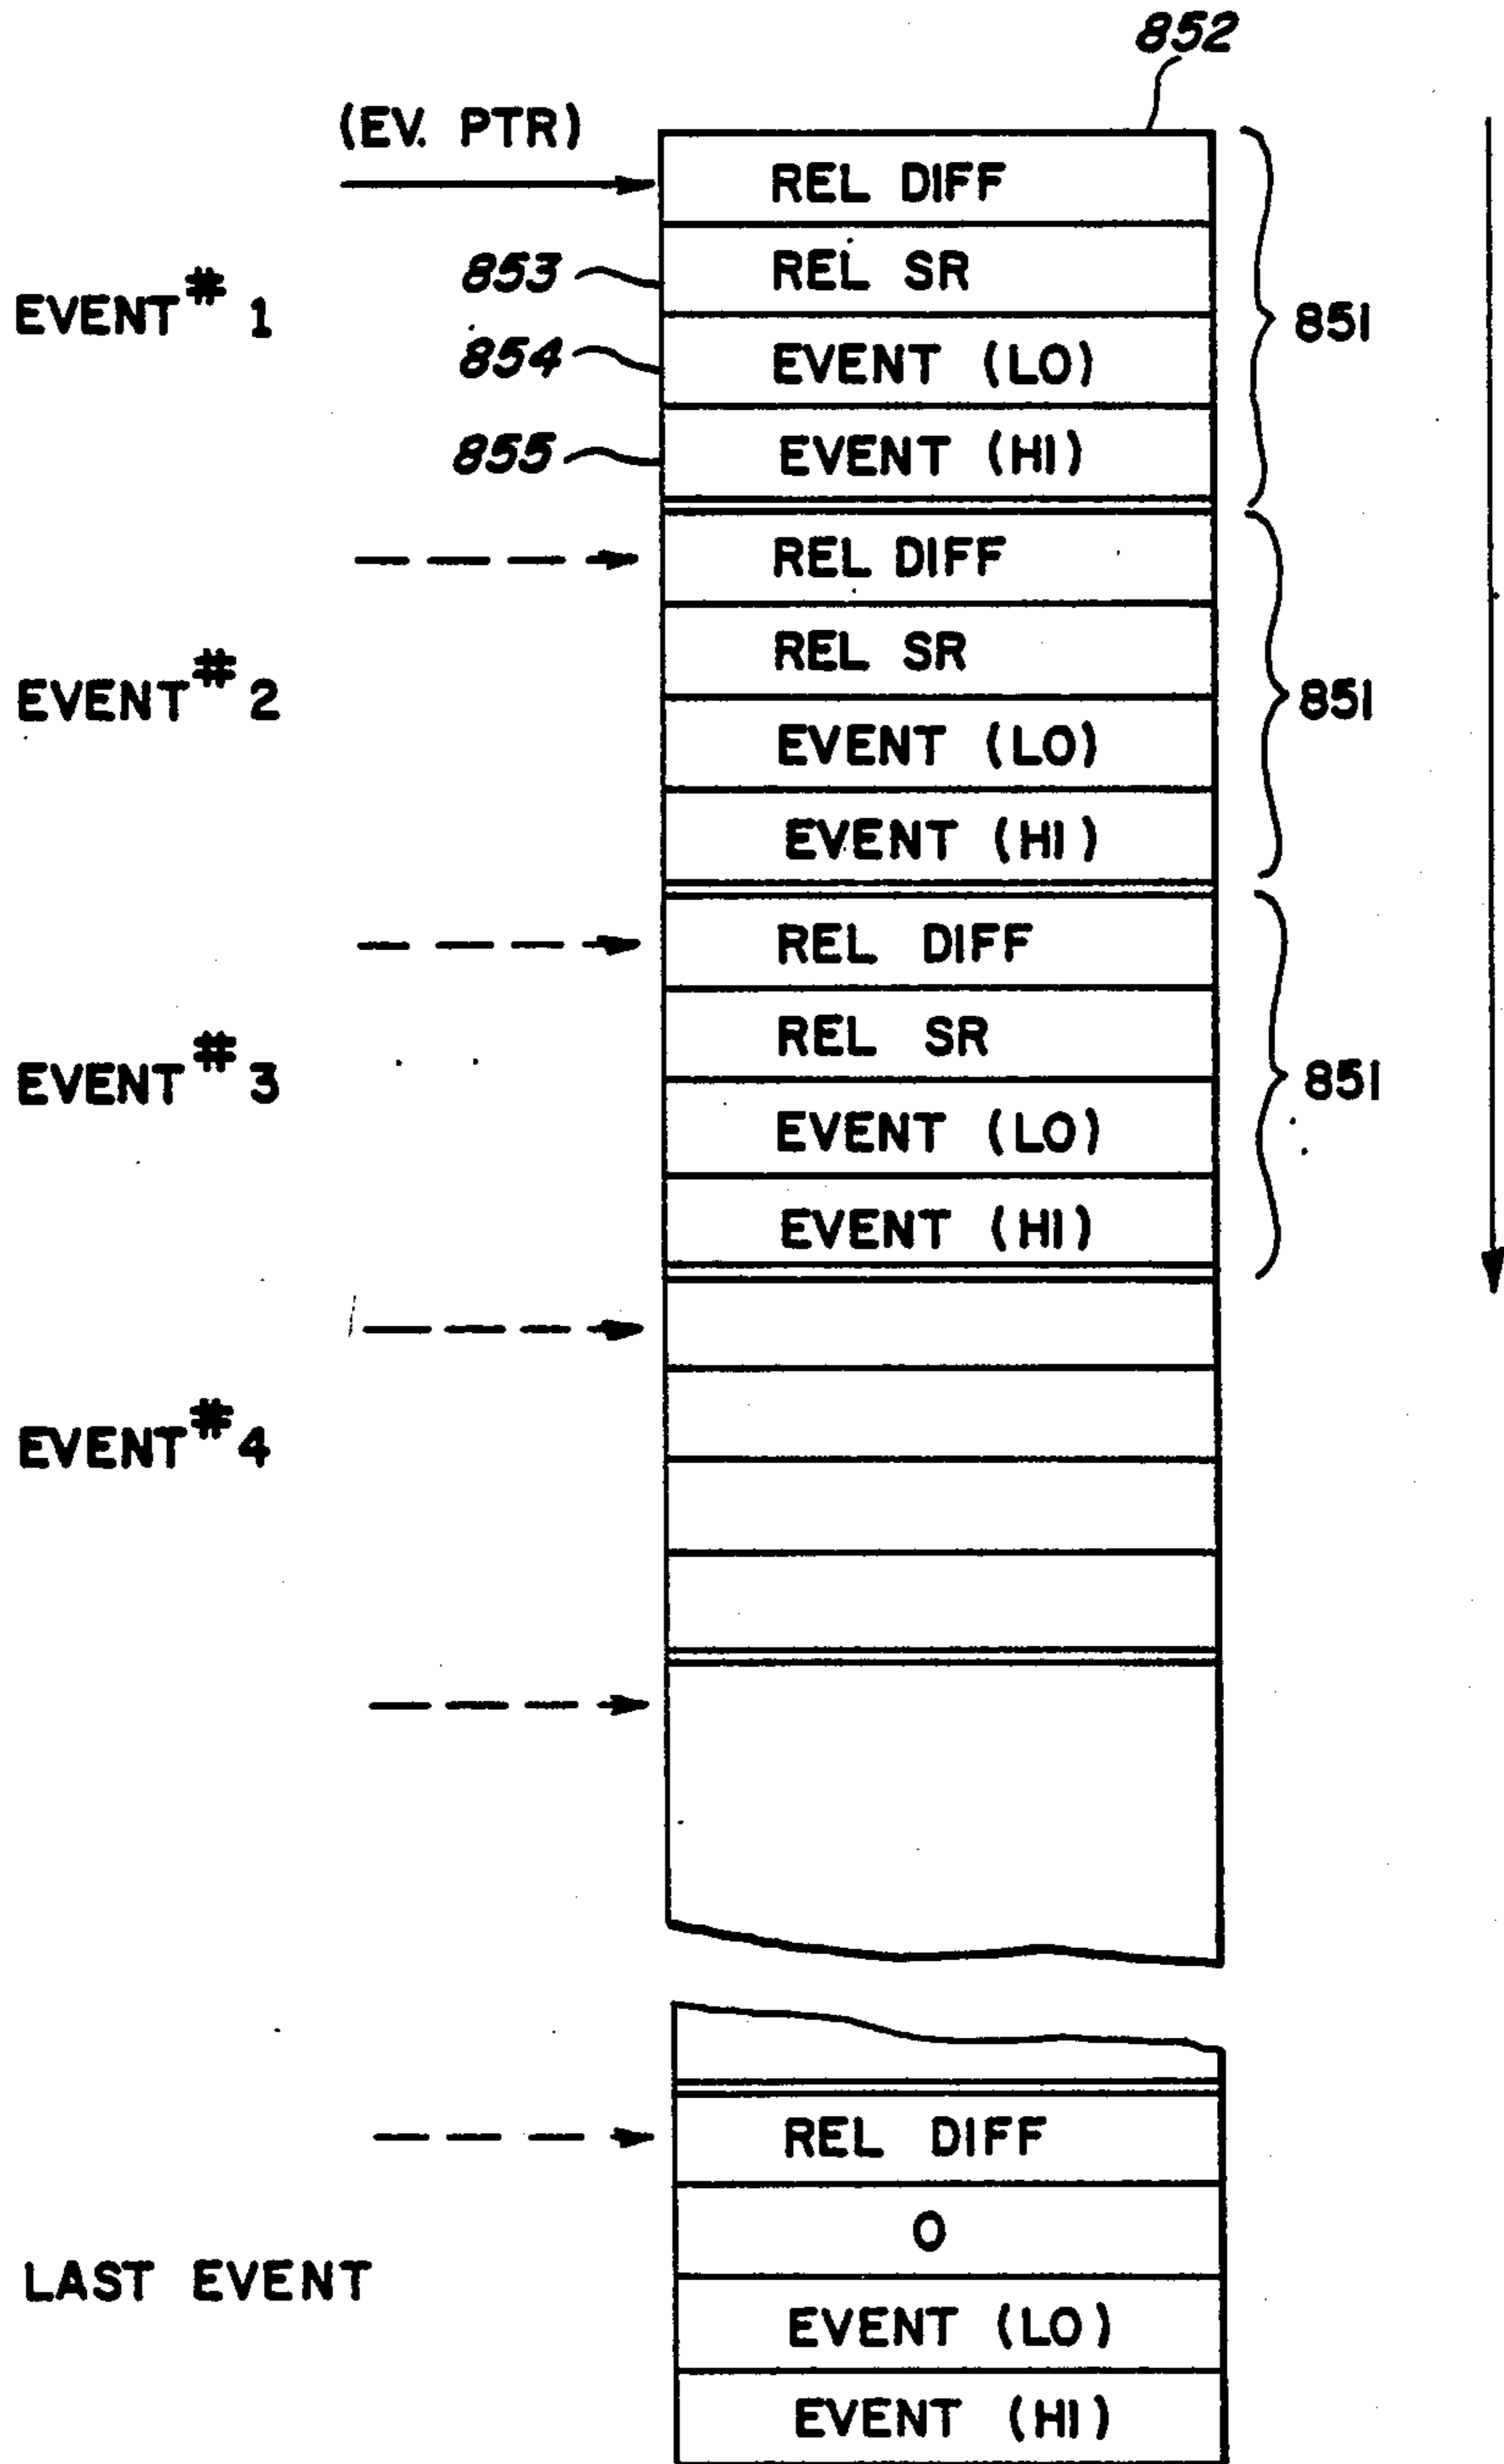 852
(EV. PTR)
REL DIFF
853
REL SR
EVENT # 1
851
854
EVENT (LO)
855
EVENT (HI)
REL DIFF
REL SR
EVENT # 2
851
EVENT (LO)
EVENT (HI)
REL DIFF
REL SR
EVENT # 3
851
EVENT (LO)
EVENT (HI)
EVENT # 4
REL DIFF
0
LAST EVENT
EVENT (LO)
EVENT (HI)